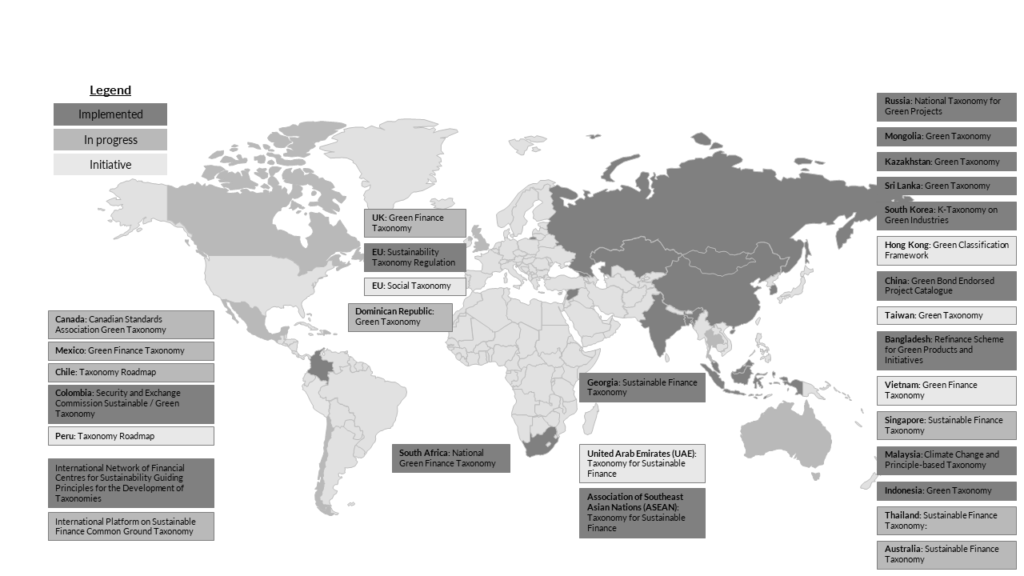 Legend
Implemented
In progress
Initiative
Canada: Canadian Standards
Association Green Taxonomy
Mexico: Green Finance Taxonomy
Chile: Taxonomy Roadmap
Colombia: Security and Exchange
Commission Sustainable / Green
Taxonomy
Peru: Taxonomy Roadmap
International Network of Financial
Centres for Sustainability Guiding
Principles for the Development of
Taxonomies
International Platform on Sustainable
Finance Common Ground Taxonomy
UK: Green Finance
Taxonomy
EU: Sustainability
Taxonomy Regulation
EU: Social Taxonomy
Dominican Republic:
Green Taxonomy
South Africa: National
Green Finance Taxonomy
Georgia: Sustainable Finance
Taxonomy
United Arab Emirates (UAE):
Taxonomy for Sustainable
Finance
Association of Southeast
Asian Nations (ASEAN):
Taxonomy for Sustainable
Finance
Russia: National Taxonomy for
Green Projects
Mongolia: Green Taxonomy
Kazakhstan: Green Taxonomy
Sri Lanka: Green Taxonomy
South Korea: K-Taxonomy on
Green Industries
Hong Kong: Green Classification
Framework
China: Green Bond Endorsed
Project Catalogue
Taiwan: Green Taxonomy
Bangladesh: Refinance Scheme
for Green Products and
Initiatives
Vietnam: Green Finance
Taxonomy
Singapore: Sustainable Finance
Taxonomy
Malaysia: Climate Change and
Principle-based Taxonomy
Indonesia: Green Taxonomy
Thailand: Sustainable Finance
Taxonomy:
Australia: Sustainable Finance
Taxonomy